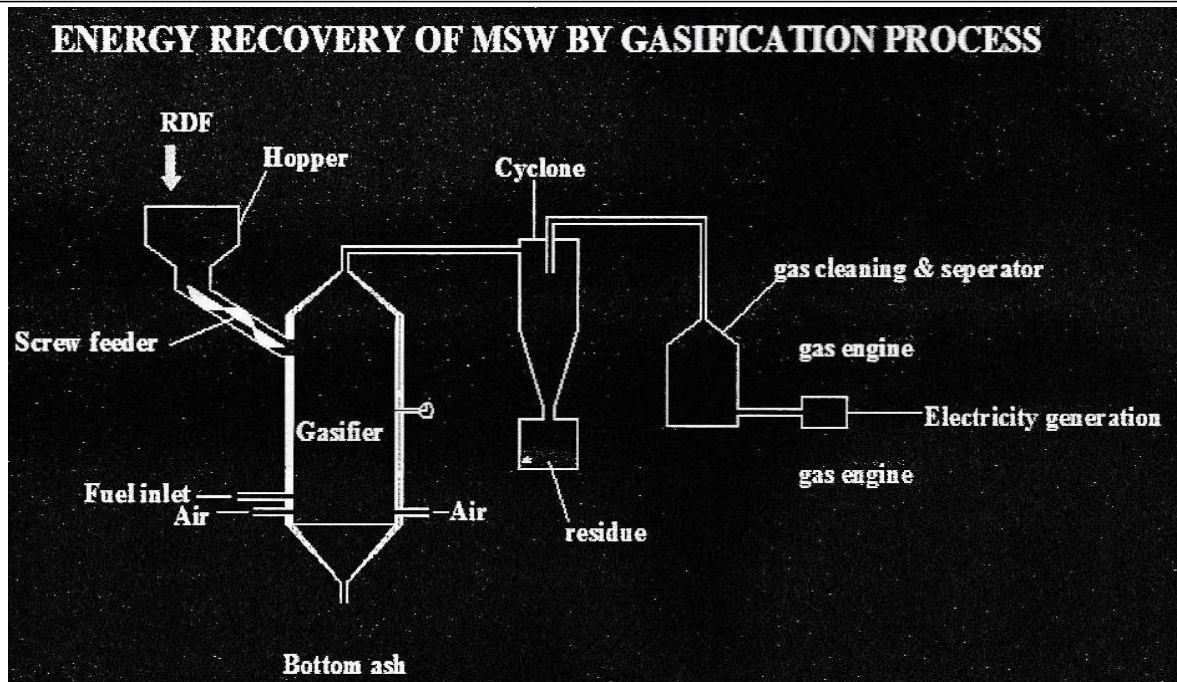 ENERGY RECOVERY OF MSW BY GASIFICATION PROCESS
RDF
Hopper
Cyclone
gas cleaning & seperator
Screw feeder
gas engine
Gasifier
Electricity generation
Fuel inlet
gas engine
Air
Air
residue
Bottom ash